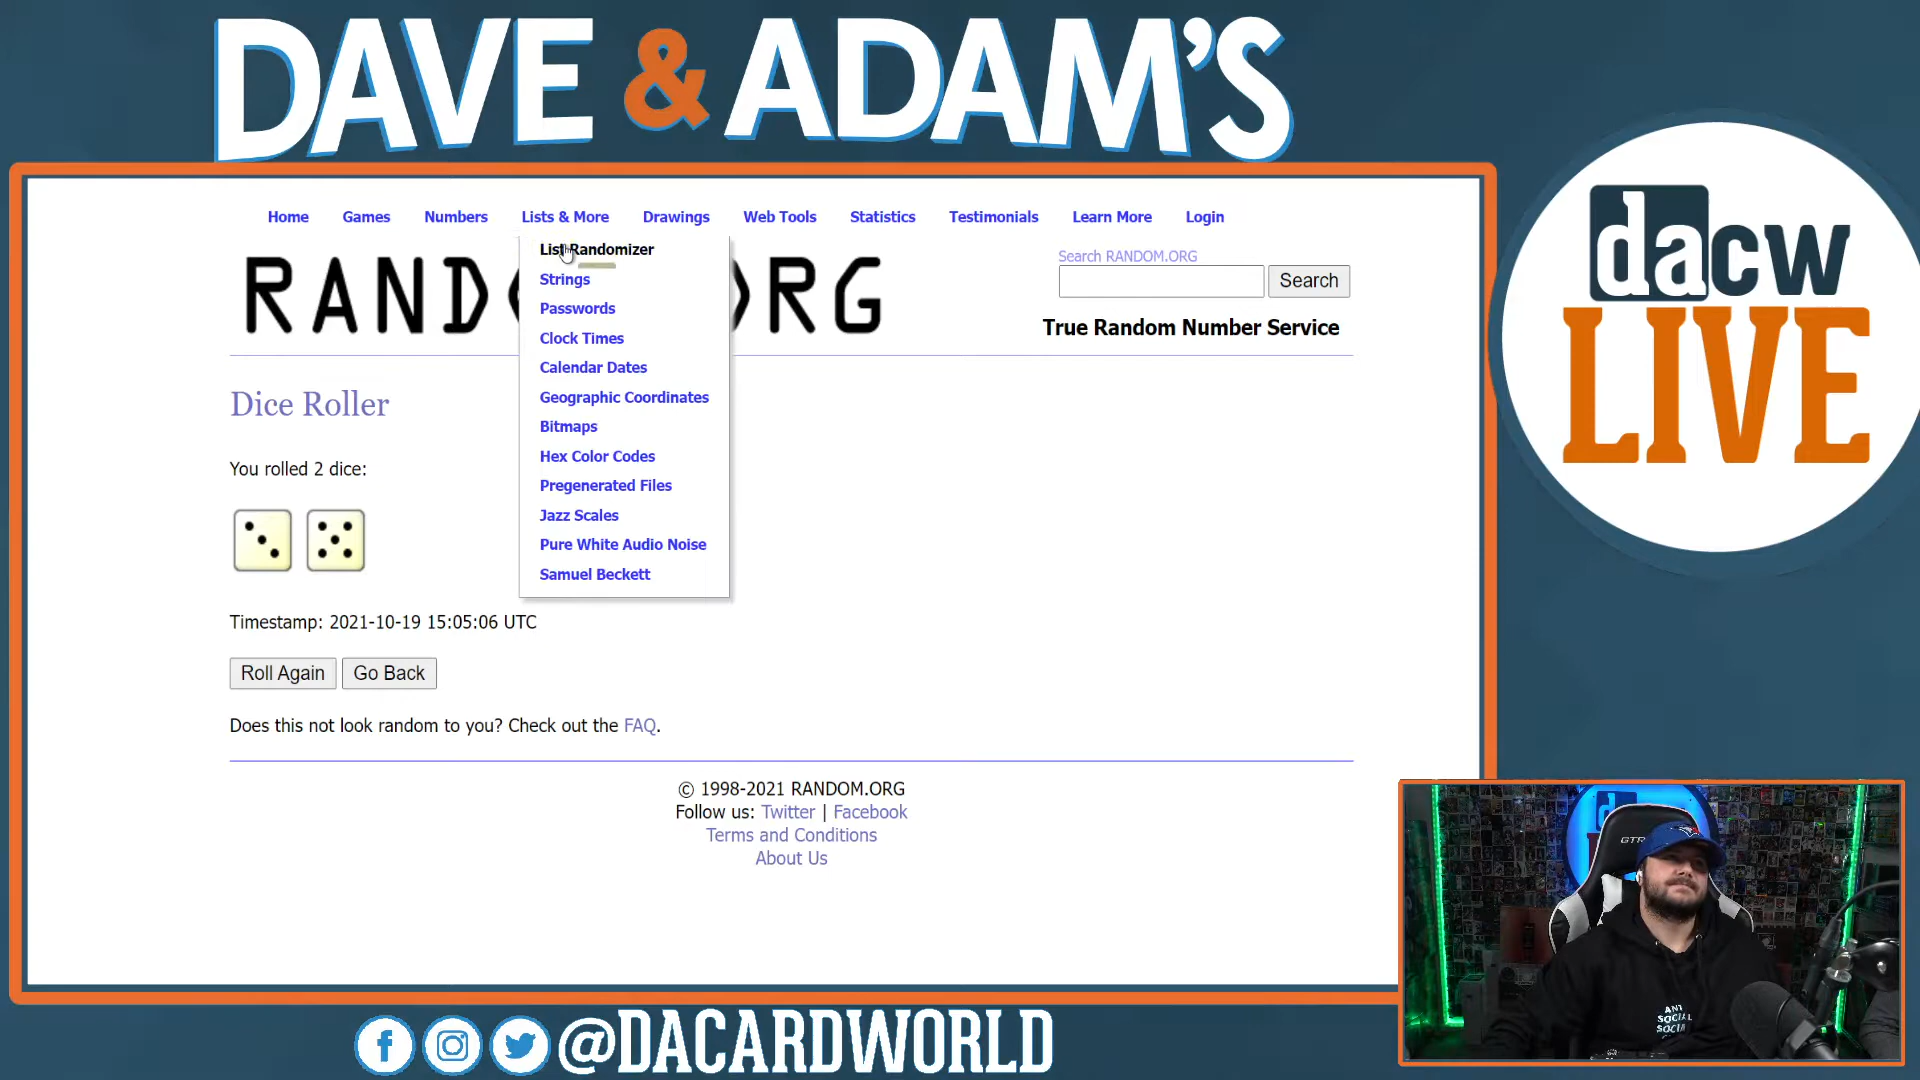 DAVE & ADAM'S
Home Games Numbers Lists & More Drawings Web Tools Statistics Testimonials Learn More Login
List Randomizer
Strings
Passwords
Clock Times
Calendar Dates
Geographic Coordinates
Bitmaps
Hex Color Codes
Pregenerated Files
Jazz Scales
Pure White Audio Noise
Samuel Beckett
Search RANDOM.ORG
Search
True Random Number Service
Dice Roller
You rolled 2 dice:
Timestamp: 2021-10-19 15:05:06 UTC
Roll Again Go Back
Does this not look random to you? Check out the FAQ.
© 1998-2021 RANDOM.ORG
Follow us: Twitter | Facebook
Terms and Conditions
About Us
dacw
LIVE
GTR
ANTI
SOCIAL
SOCIAL
@DACARDWORLD